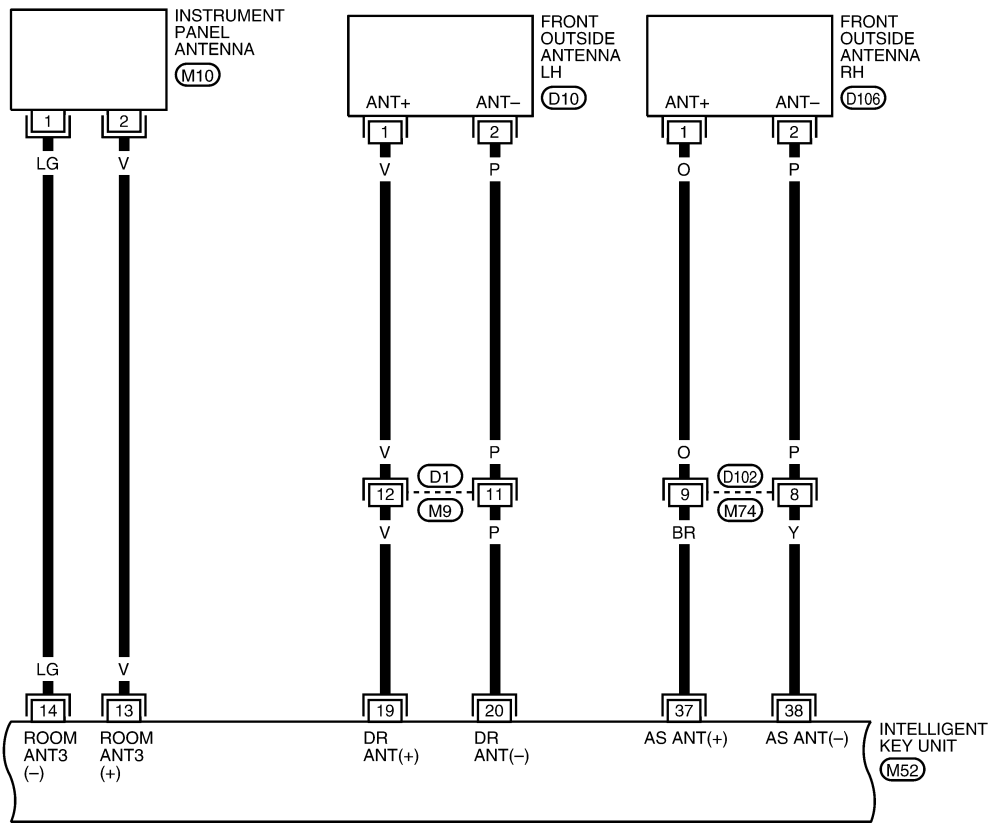 INSTRUMENT
PANEL
ANTENNA
M10
1
2
LG
V
LG
V
14
13
ROOM
ANT3
(–)
ROOM
ANT3
(+)
FRONT
OUTSIDE
ANTENNA
LH
D10
ANT+
ANT–
1
2
V
P
V
P
D1
12
11
M9
V
P
19
20
DR
ANT(+)
DR
ANT(–)
FRONT
OUTSIDE
ANTENNA
RH
D106
ANT+
ANT–
1
2
O
P
O
P
D102
9
8
M74
BR
Y
37
38
AS ANT(+)
AS ANT(–)
INTELLIGENT
KEY UNIT
M52